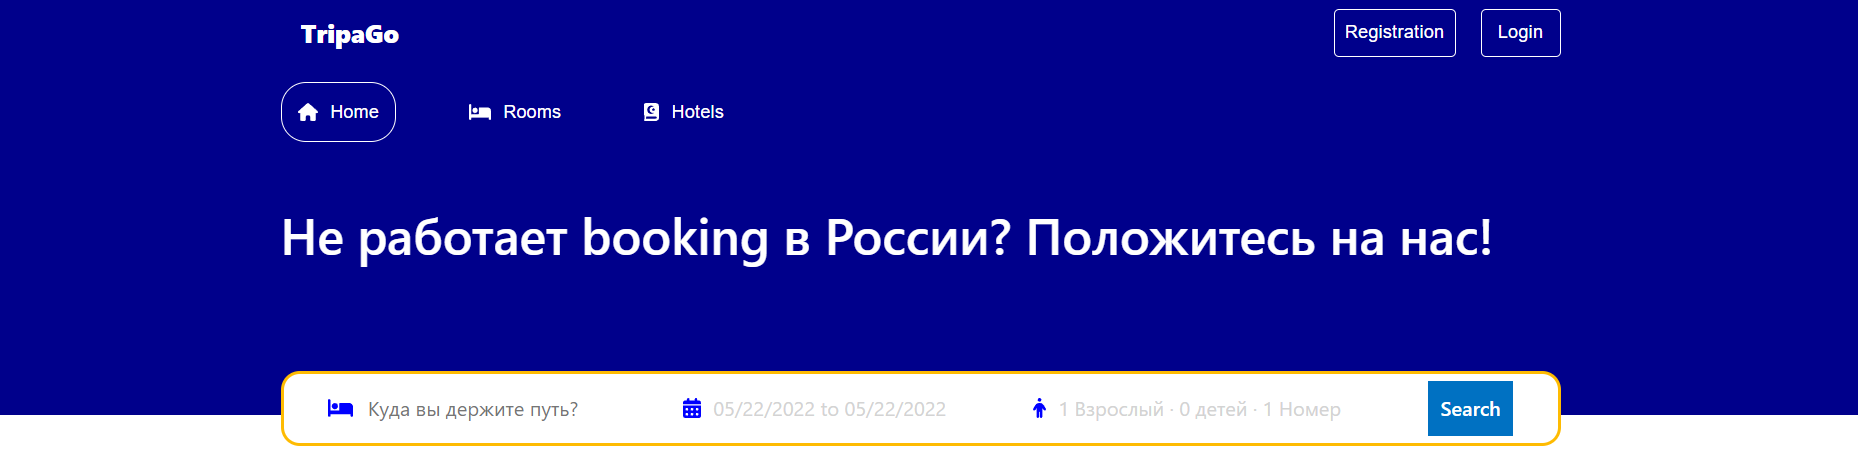 TripaGo
Registration
Login
Home
Rooms
Hotels
Не работает booking в России? Положитесь на нас!
Куда вы держите путь?
05/22/2022 to 05/22/2022
1 Взрослый · 0 детей · 1 Номер
Search